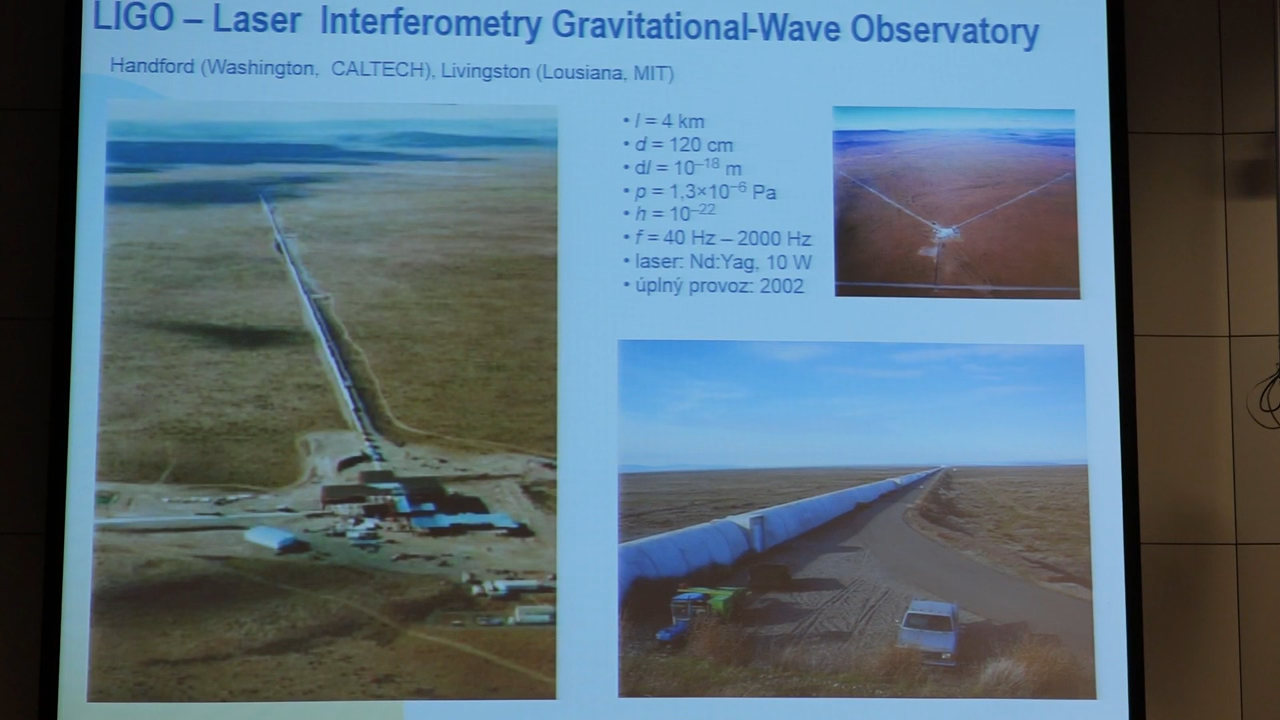 LIGO – Laser Interferometry Gravitational-Wave Observatory
Handford (Washington, CALTECH), Livingston (Lousiana, MIT)
• l = 4 km
• d = 120 cm
• dl = 10⁻¹⁸ m
• p = 1,3×10⁻⁶ Pa
• h = 10⁻²²
• f = 40 Hz – 2000 Hz
• laser: Nd:Yag, 10 W
• úplný provoz: 2002